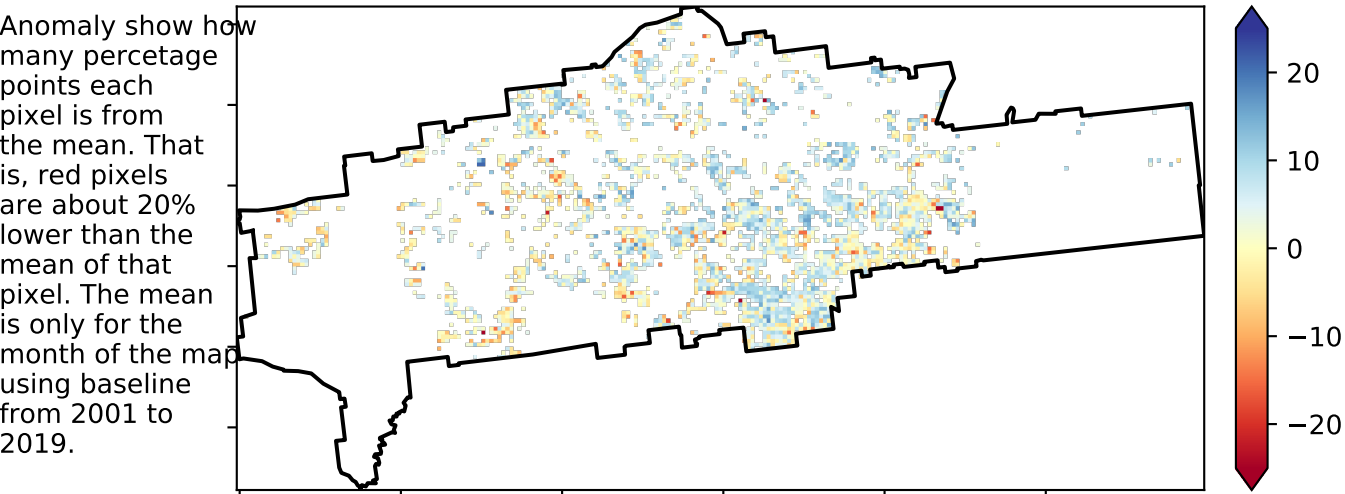 Anomaly show how
many percetage
points each
pixel is from
the mean. That
is, red pixels
are about 20%
lower than the
mean of that
pixel. The mean
is only for the
month of the map
using baseline
from 2001 to
2019.
20
10
0
−10
−20